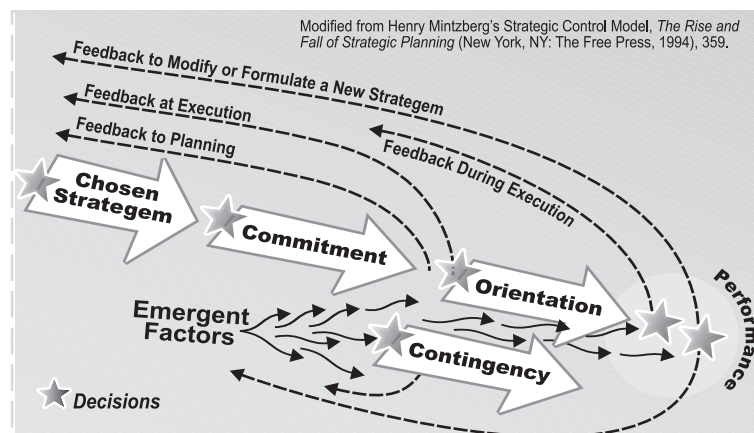 Modified from Henry Mintzberg's Strategic Control Model, The Rise and
Fall of Strategic Planning (New York, NY: The Free Press, 1994), 359.
Feedback to Modify or Formulate a New Strategem
Feedback at Execution
Feedback to Planning
Feedback During Execution
Chosen
Strategem
Commitment
Orientation
Performance
Emergent
Factors
Contingency
Decisions